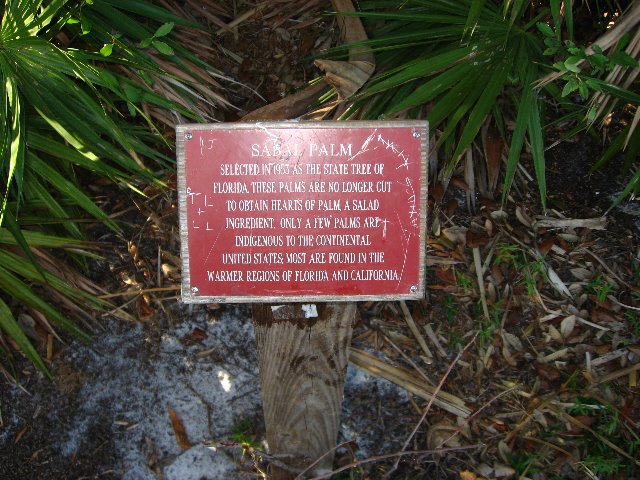 SABAL PALM
SELECTED IN 1953 AS THE STATE TREE OF
FLORIDA, THESE PALMS ARE NO LONGER CUT
TO OBTAIN HEARTS OF PALM, A SALAD
INGREDIENT. ONLY A FEW PALMS ARE
INDIGENOUS TO THE CONTINENTAL
UNITED STATES; MOST ARE FOUND IN THE
WARMER REGIONS OF FLORIDA AND CALIFORNIA.
T L
+
L